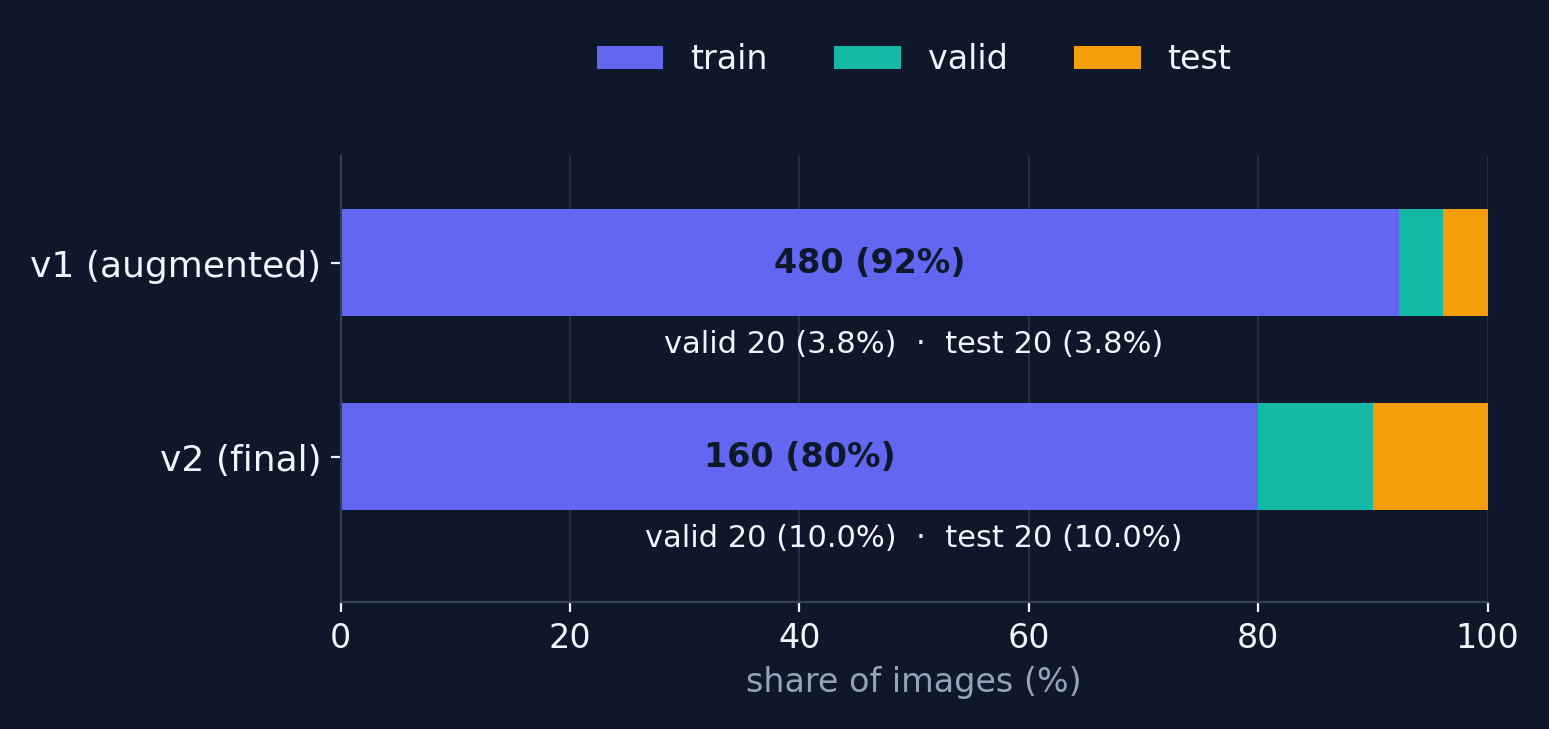 train valid test
v1 (augmented)
480 (92%)
valid 20 (3.8%) · test 20 (3.8%)
v2 (final)
160 (80%)
valid 20 (10.0%) · test 20 (10.0%)
0 20 40 60 80 100
share of images (%)